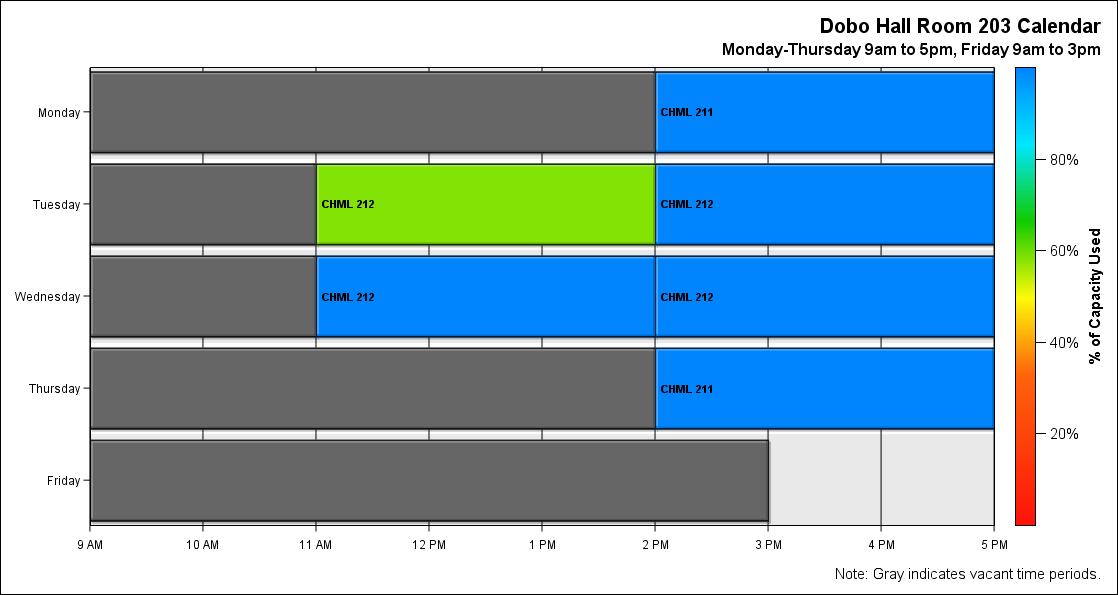 Dobo Hall Room 203 Calendar
Monday-Thursday 9am to 5pm, Friday 9am to 3pm
Monday
CHML 211
Tuesday
CHML 212
CHML 212
Wednesday
CHML 212
CHML 212
Thursday
CHML 211
Friday
9 AM
10 AM
11 AM
12 PM
1 PM
2 PM
3 PM
4 PM
5 PM
80%
60%
40%
20%
% of Capacity Used
Note: Gray indicates vacant time periods.